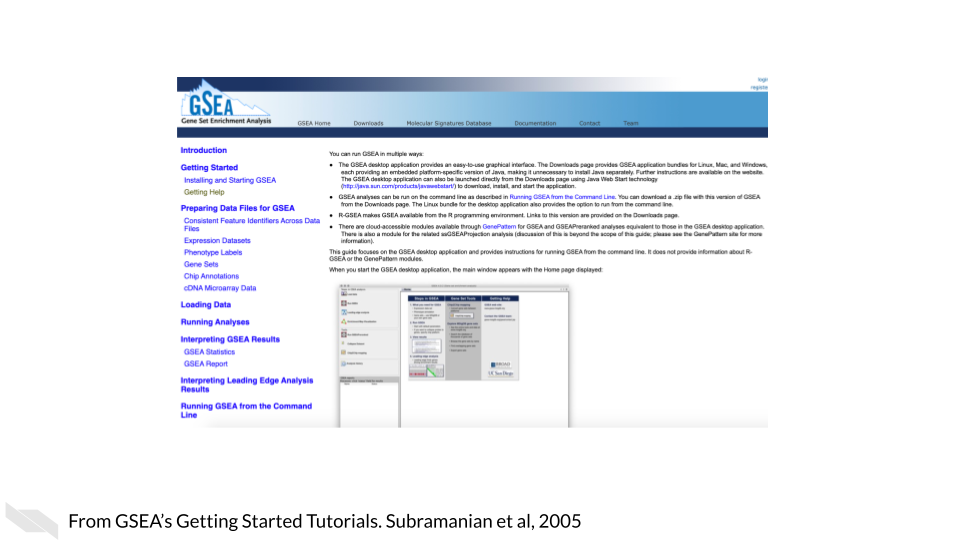 login
registe
GSEA
Gene Set Enrichment Analysis
GSEA Home Downloads Molecular Signatures Database Documentation Contact Team
Introduction
Getting Started
Installing and Starting GSEA
Getting Help
Preparing Data Files for GSEA
Consistent Feature Identifiers Across Data
Files
Expression Datasets
Phenotype Labels
Gene Sets
Chip Annotations
cDNA Microarray Data
Loading Data
Running Analyses
Interpreting GSEA Results
GSEA Statistics
GSEA Report
Interpreting Leading Edge Analysis
Results
Running GSEA from the Command
Line
You can run GSEA in multiple ways:
● The GSEA desktop application provides an easy-to-use graphical interface. The Downloads page provides GSEA application bundles for Linux, Mac, and Windows,
each providing an embedded platform-specific version of Java, making it unnecessary to install Java separately. Further instructions are available on the website.
The GSEA desktop application can also be launched directly from the Downloads page using Java Web Start technology
(http://java.sun.com/products/javawebstart/) to download, install, and start the application.
● GSEA analyses can be run on the command line as described in Running GSEA from the Command Line. You can download a .zip file with this version of GSEA
from the Downloads page. The Linux bundle for the desktop application also provides the option to run from the command line.
● R-GSEA makes GSEA available from the R programming environment. Links to this version are provided on the Downloads page.
● There are cloud-accessible modules available through GenePattern for GSEA and GSEAPreranked analyses equivalent to those in the GSEA desktop application.
There is also a module for the related ssGSEAProjection analysis (discussion of this is beyond the scope of this guide; please see the GenePattern site for more
information).
This guide focuses on the GSEA desktop application and provides instructions for running GSEA from the command line. It does not provide information about R-
GSEA or the GenePattern modules.
When you start the GSEA desktop application, the main window appears with the Home page displayed:
Steps in GSEA Gene Set Tools Getting Help
BROAD
UC San Diego
From GSEA's Getting Started Tutorials. Subramanian et al, 2005